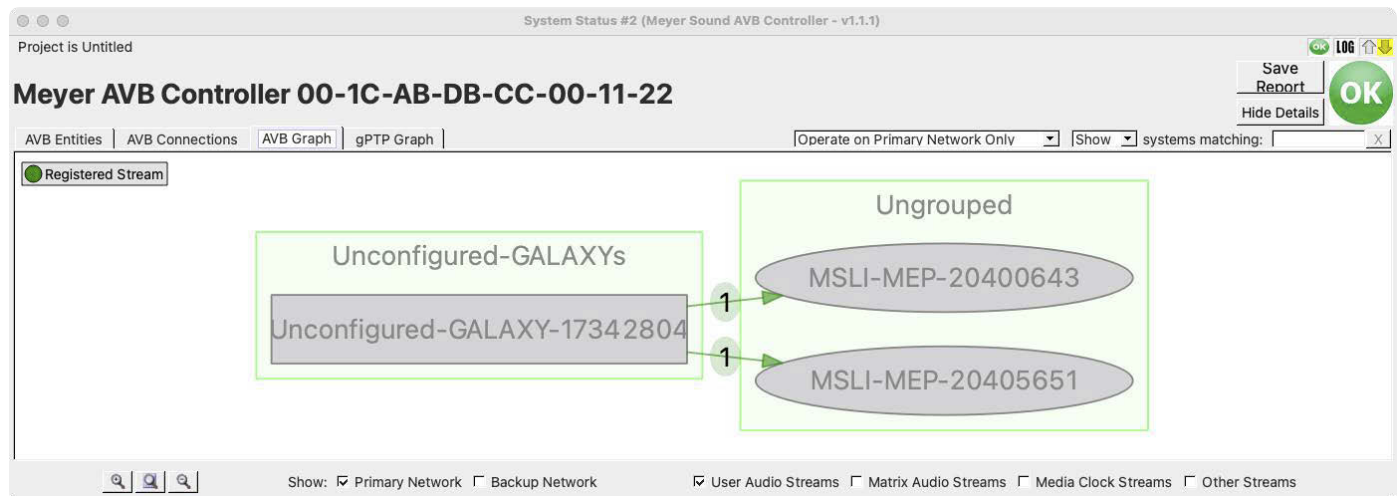 System Status #2 (Meyer Sound AVB Controller - v1.1.1)
Project is Untitled
OK LOG
Meyer AVB Controller 00-1C-AB-DB-CC-00-11-22
Save Report
Hide Details
OK
AVB Entities AVB Connections AVB Graph gPTP Graph
Operate on Primary Network Only Show systems matching: X
Registered Stream
Ungrouped
Unconfigured-GALAXYs
MSLI-MEP-20400643
1
Unconfigured-GALAXY-17342804
1
MSLI-MEP-20405651
Show: Primary Network Backup Network User Audio Streams Matrix Audio Streams Media Clock Streams Other Streams